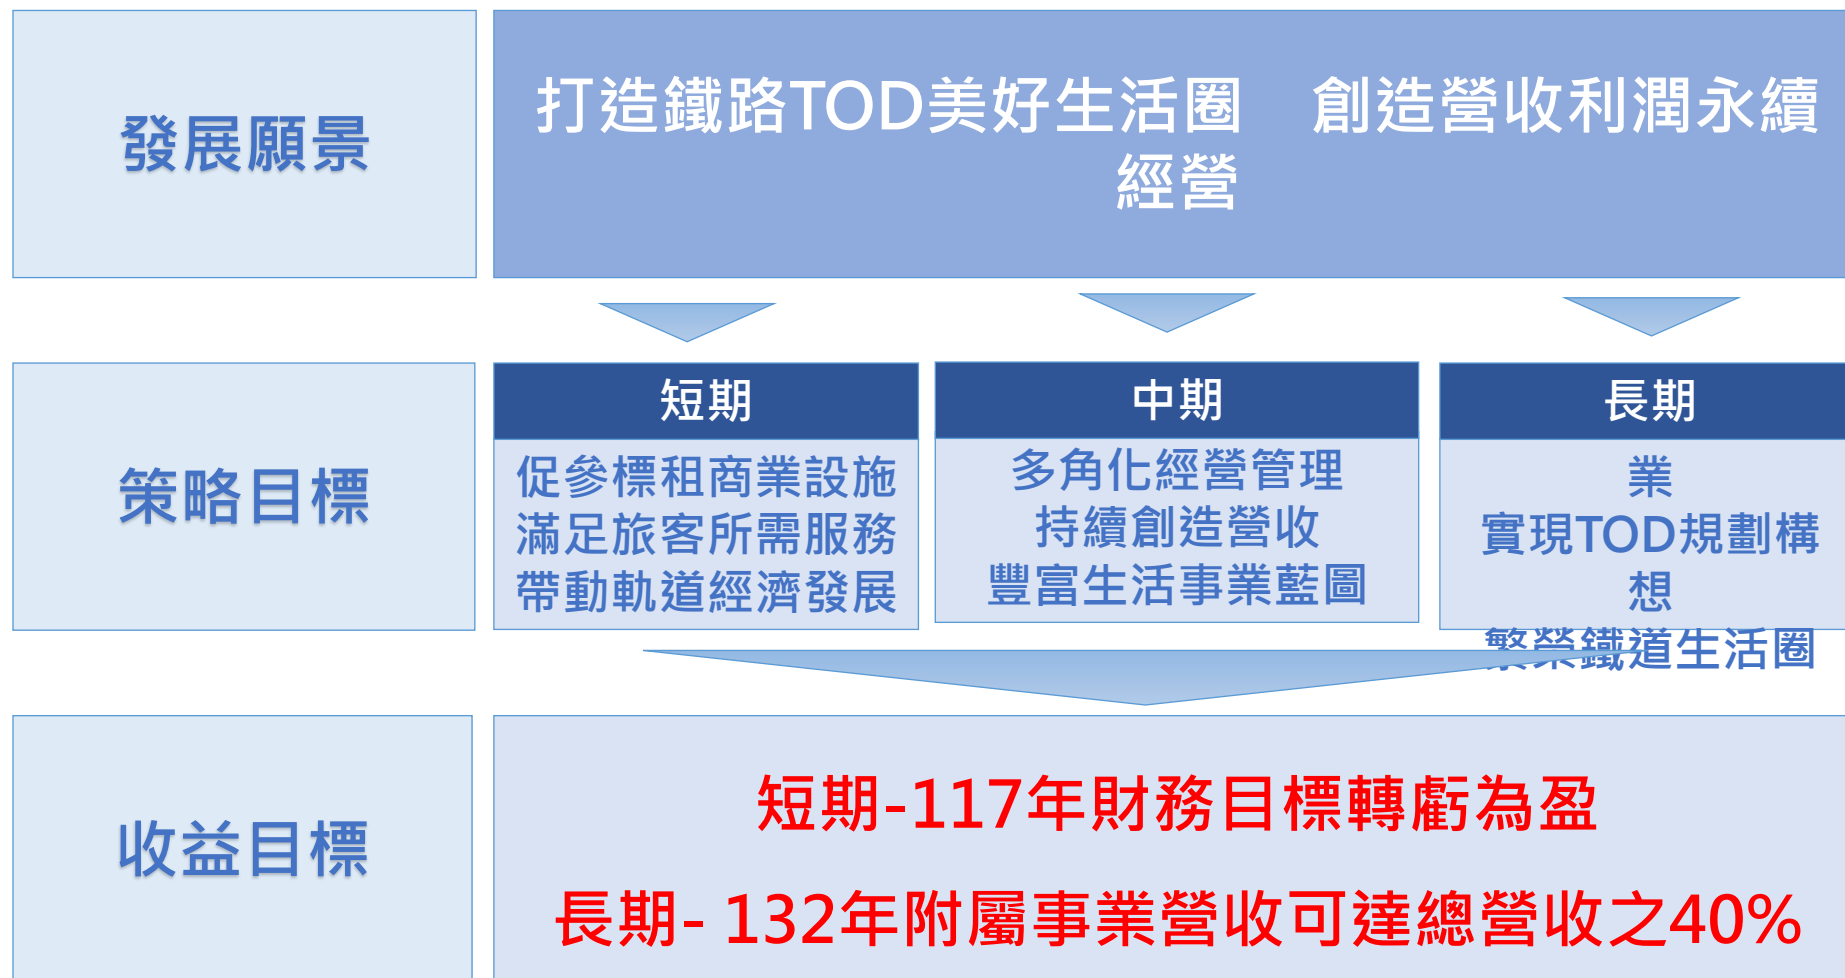 發展願景
打造鐵路TOD美好生活圈　創造營收利潤永續
經營
策略目標
短期
促參標租商業設施
滿足旅客所需服務
帶動軌道經濟發展
中期
多角化經營管理
持續創造營收
豐富生活事業藍圖
長期
業
實現TOD規劃構
想
繁榮鐵道生活圈
收益目標
短期-117年財務目標轉虧為盈
長期- 132年附屬事業營收可達總營收之40%